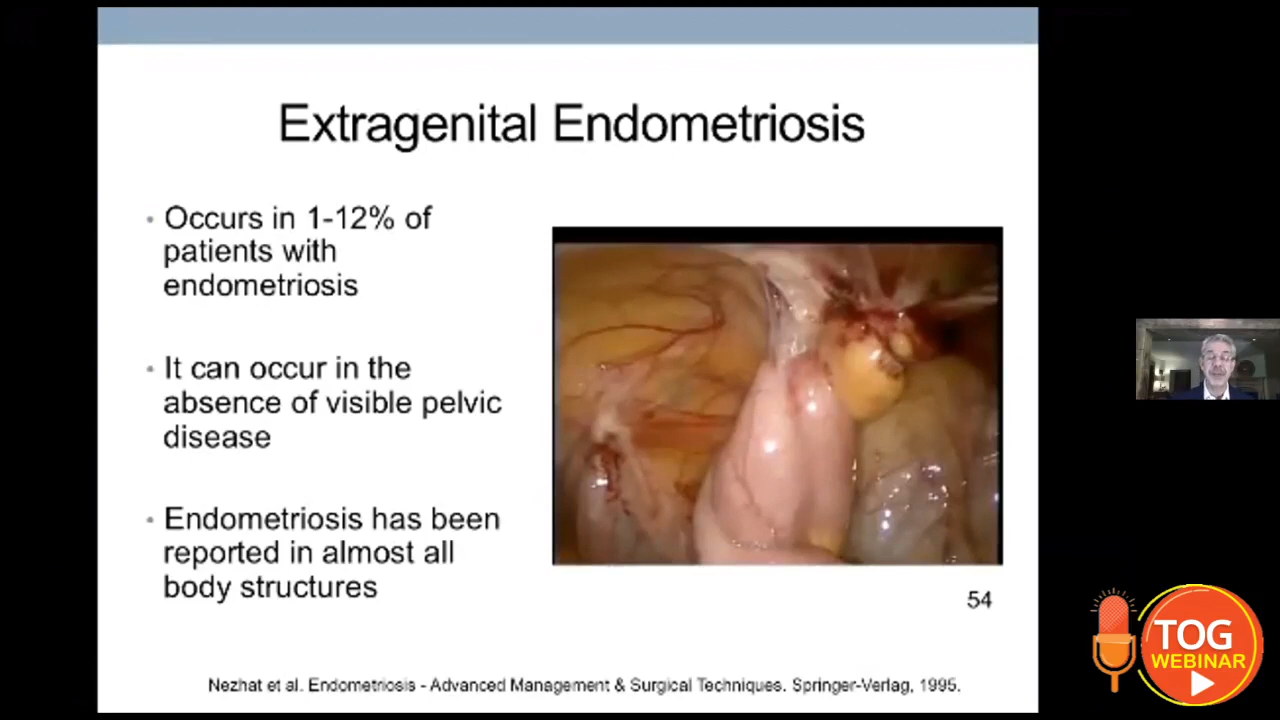 Extragenital Endometriosis
• Occurs in 1-12% of
patients with
endometriosis
• It can occur in the
absence of visible pelvic
disease
• Endometriosis has been
reported in almost all
body structures
54
Nezhat et al. Endometriosis - Advanced Management & Surgical Techniques. Springer-Verlag, 1995.
TOG
WEBINAR